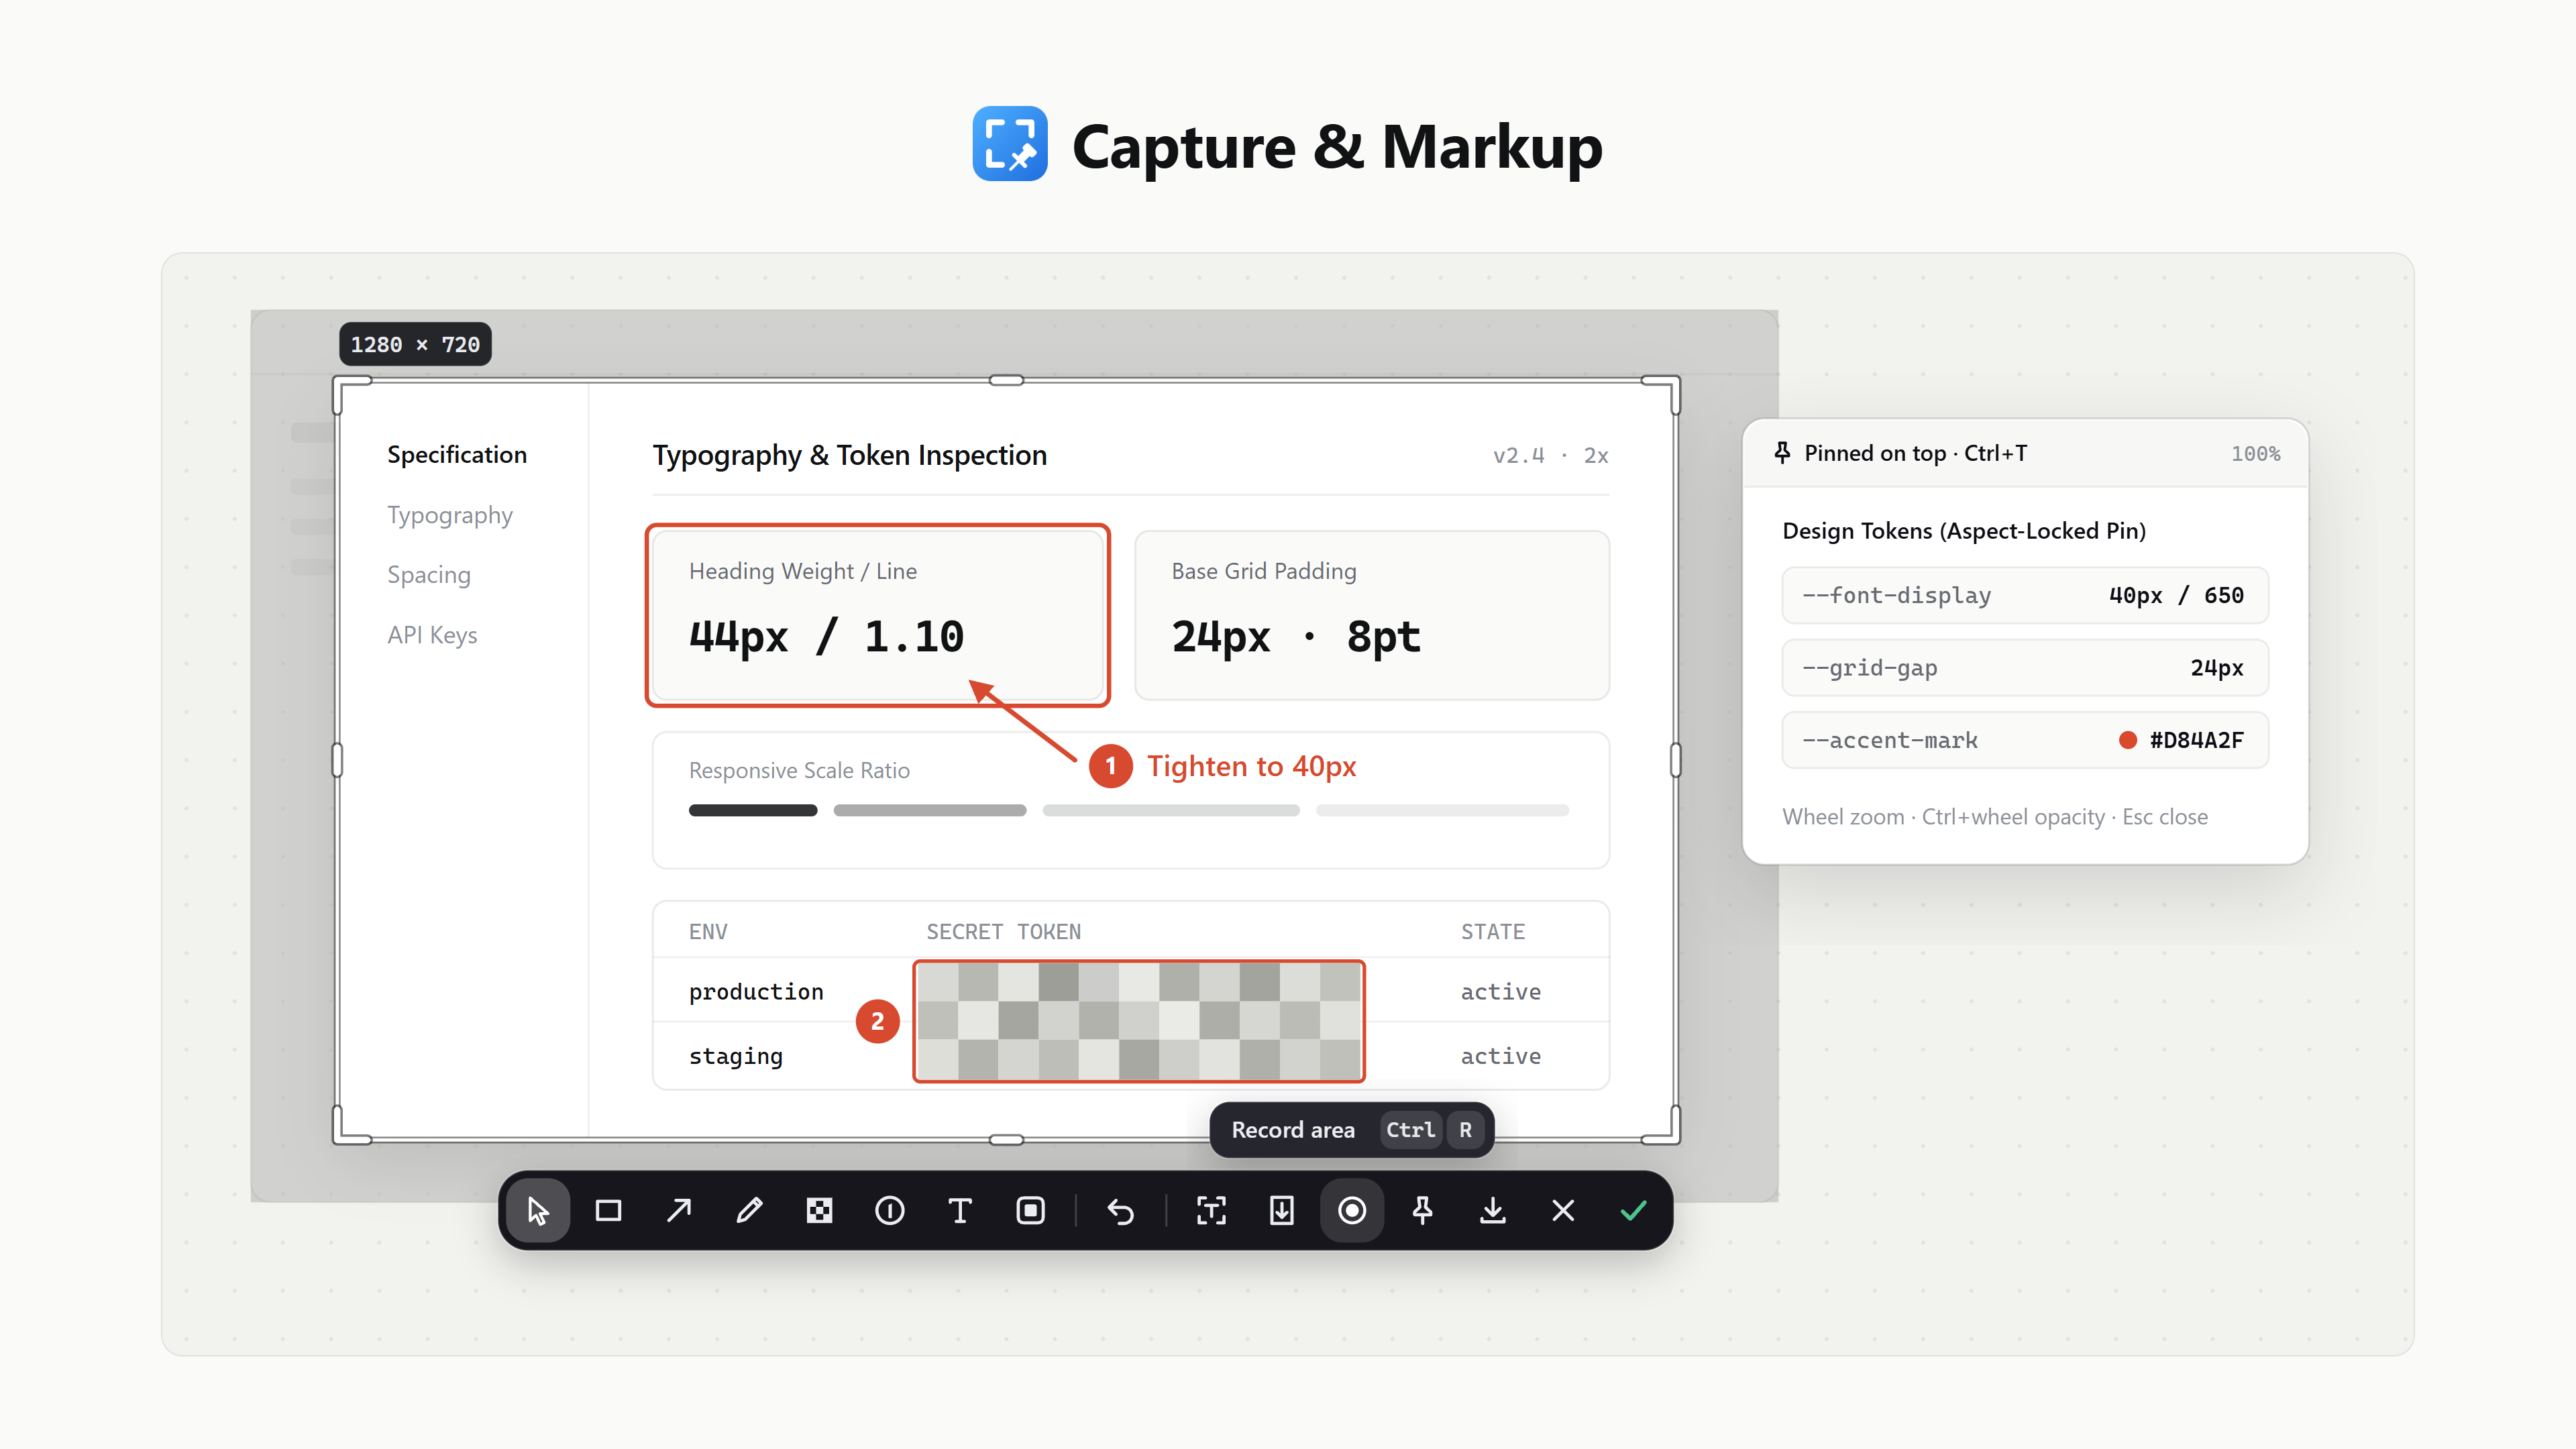 Capture & Markup
1280 × 720
Specification
Typography
Spacing
API Keys
Typography & Token Inspection
v2.4 · 2x
Heading Weight / Line
44px / 1.10
Base Grid Padding
24px · 8pt
Responsive Scale Ratio
1 Tighten to 40px
ENV SECRET TOKEN STATE
production active
2
staging active
Record area Ctrl R
Pinned on top · Ctrl+T 100%
Design Tokens (Aspect-Locked Pin)
--font-display 40px / 650
--grid-gap 24px
--accent-mark #D84A2F
Wheel zoom · Ctrl+wheel opacity · Esc close